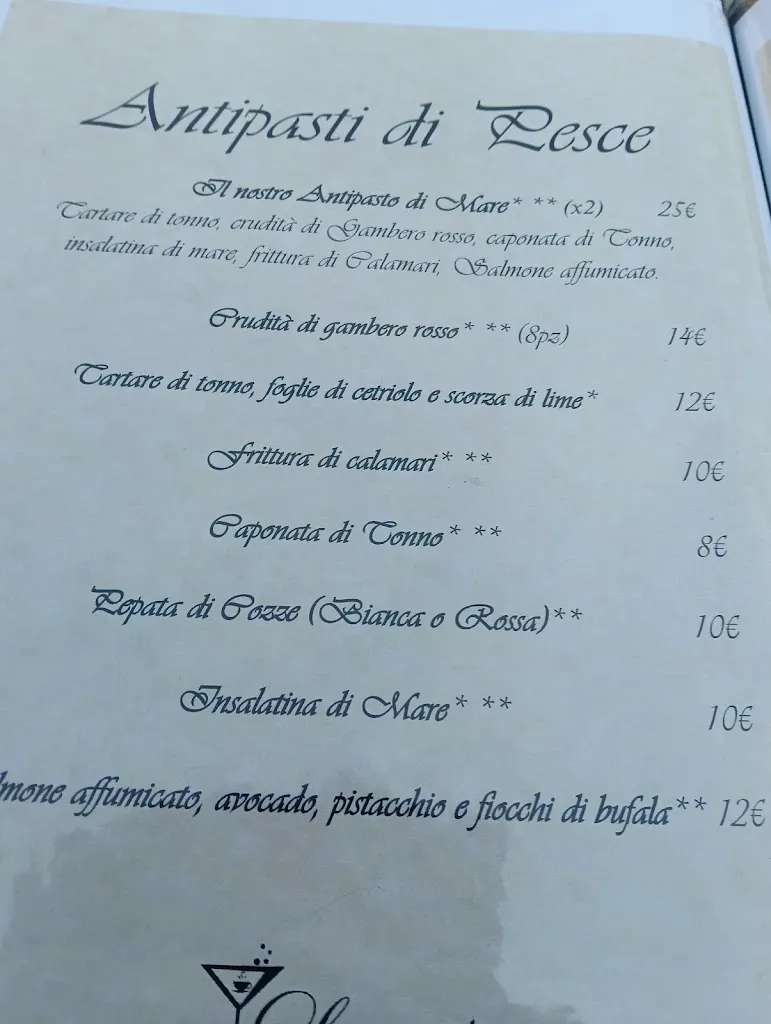 Antipasti di Pesce
Il nostro Antipasto di Mare* ** (x2) 25€
Tartare di tonno, crudità di Gambero rosso, caponata di Tonno,
insalatina di mare, frittura di Calamari, Salmone affumicato.
Crudità di gambero rosso* ** (8pz) 14€
Tartare di tonno, foglie di cetriolo e scorza di lime* 12€
Frittura di calamari* ** 10€
Caponata di Tonno* ** 8€
Pepata di Cozze (Bianca o Rossa)** 10€
Insalatina di Mare* ** 10€
lmone affumicato, avocado, pistacchio e fiocchi di bufala** 12€